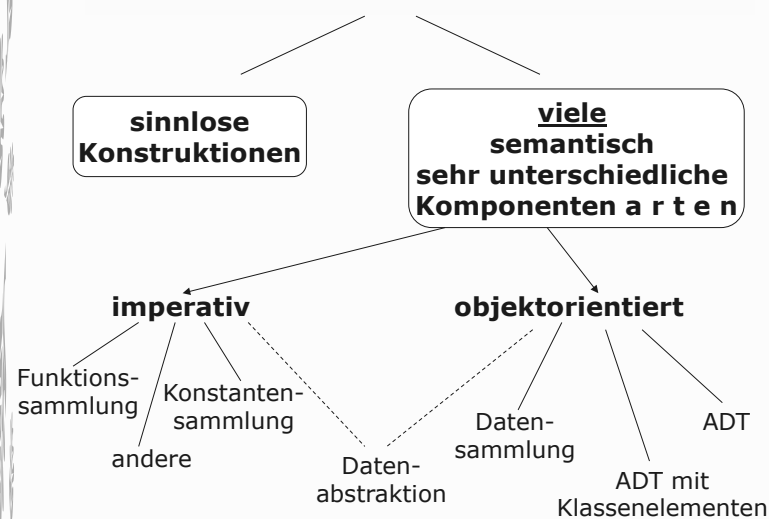 sinnlose
Konstruktionen
viele
semantisch
sehr unterschiedliche
Komponenten a r t e n
imperativ
objektorientiert
Funktions-
sammlung
Konstanten-
sammlung
andere
Daten-
abstraktion
Daten-
sammlung
ADT
ADT mit
Klassenelementen